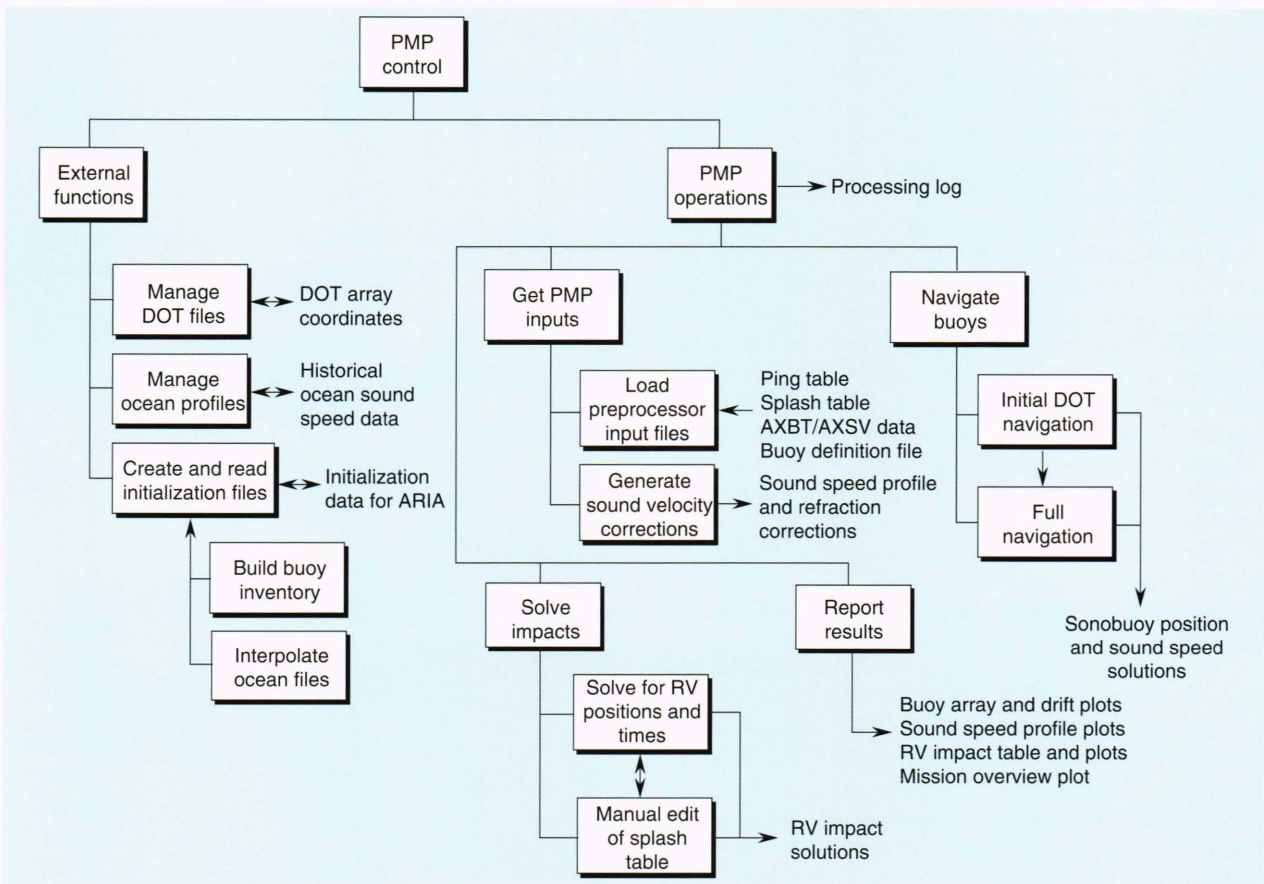 PMP
control
External
functions
PMP
operations
Processing log
Manage
DOT files
DOT array
coordinates
Manage
ocean profiles
Historical
ocean sound
speed data
Create and read
initialization files
Initialization
data for ARIA
Build buoy
inventory
Interpolate
ocean files
Get PMP
inputs
Load
preprocessor
input files
Ping table
Splash table
AXBT/AXSV data
Buoy definition file
Generate
sound velocity
corrections
Sound speed profile
and refraction
corrections
Navigate
buoys
Initial DOT
navigation
Full
navigation
Sonobuoy position
and sound speed
solutions
Solve
impacts
Solve for RV
positions and
times
Manual edit
of splash
table
RV impact
solutions
Report
results
Buoy array and drift plots
Sound speed profile plots
RV impact table and plots
Mission overview plot